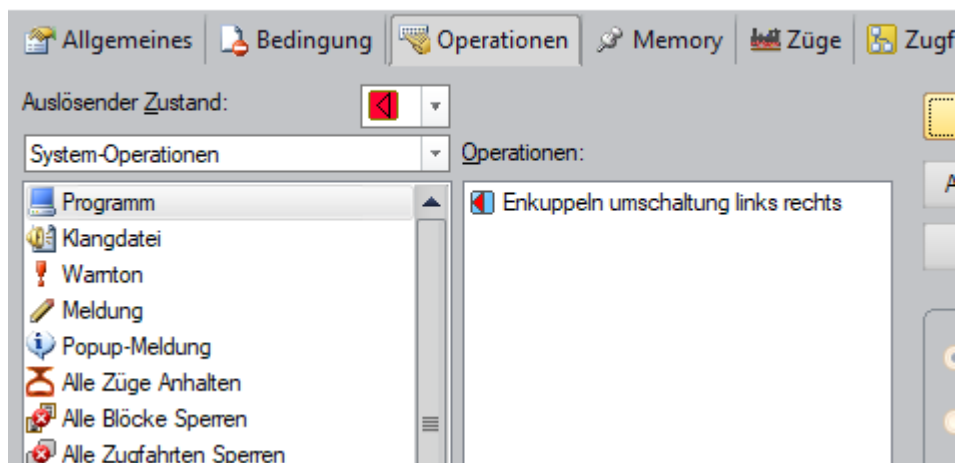 Allgemeines Bedingung Operationen Memory Züge Zugf
Auslösender Zustand:
System-Operationen
Operationen:
Programm
Klangdatei
Warnton
Meldung
Popup-Meldung
Alle Züge Anhalten
Alle Blöcke Sperren
Alle Zugfahrten Sperren
Enkuppeln umschaltung links rechts
A